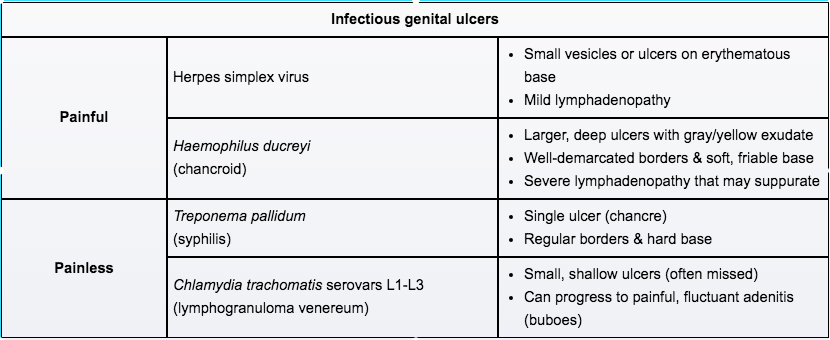 Infectious genital ulcers
Painful
Herpes simplex virus
• Small vesicles or ulcers on erythematous
base
• Mild lymphadenopathy
Haemophilus ducreyi
(chancroid)
• Larger, deep ulcers with gray/yellow exudate
• Well-demarcated borders & soft, friable base
• Severe lymphadenopathy that may suppurate
Painless
Treponema pallidum
(syphilis)
• Single ulcer (chancre)
• Regular borders & hard base
Chlamydia trachomatis serovars L1-L3
(lymphogranuloma venereum)
• Small, shallow ulcers (often missed)
• Can progress to painful, fluctuant adenitis
(buboes)